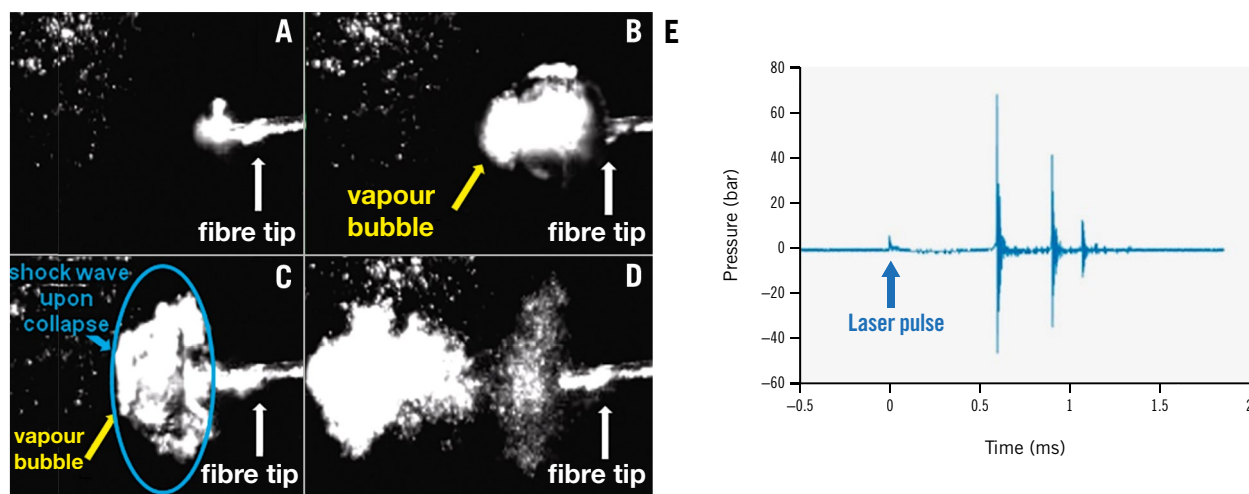 A
fibre tip
B
vapour
bubble
fibre tip
C
shock wave
upon
collapse
vapour
bubble
fibre tip
D
fibre tip
E
Pressure (bar)
80
60
40
20
0
–20
–40
–60
Laser pulse
–0.5
0
0.5
1
1.5
2
Time (ms)